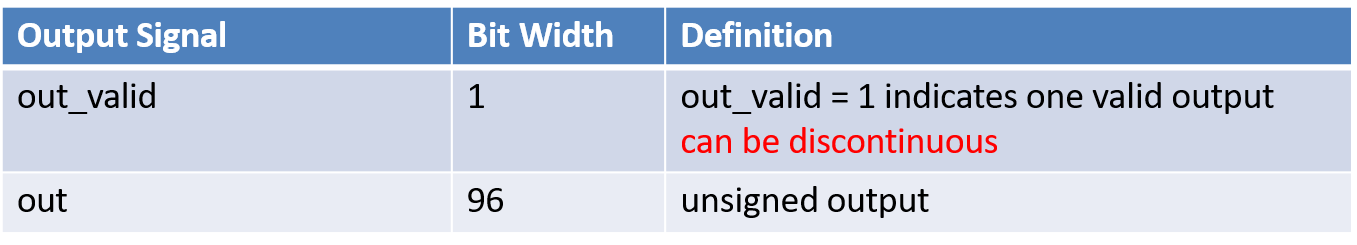 Output Signal Bit Width Definition
out_valid 1 out_valid = 1 indicates one valid output
can be discontinuous
out 96 unsigned output